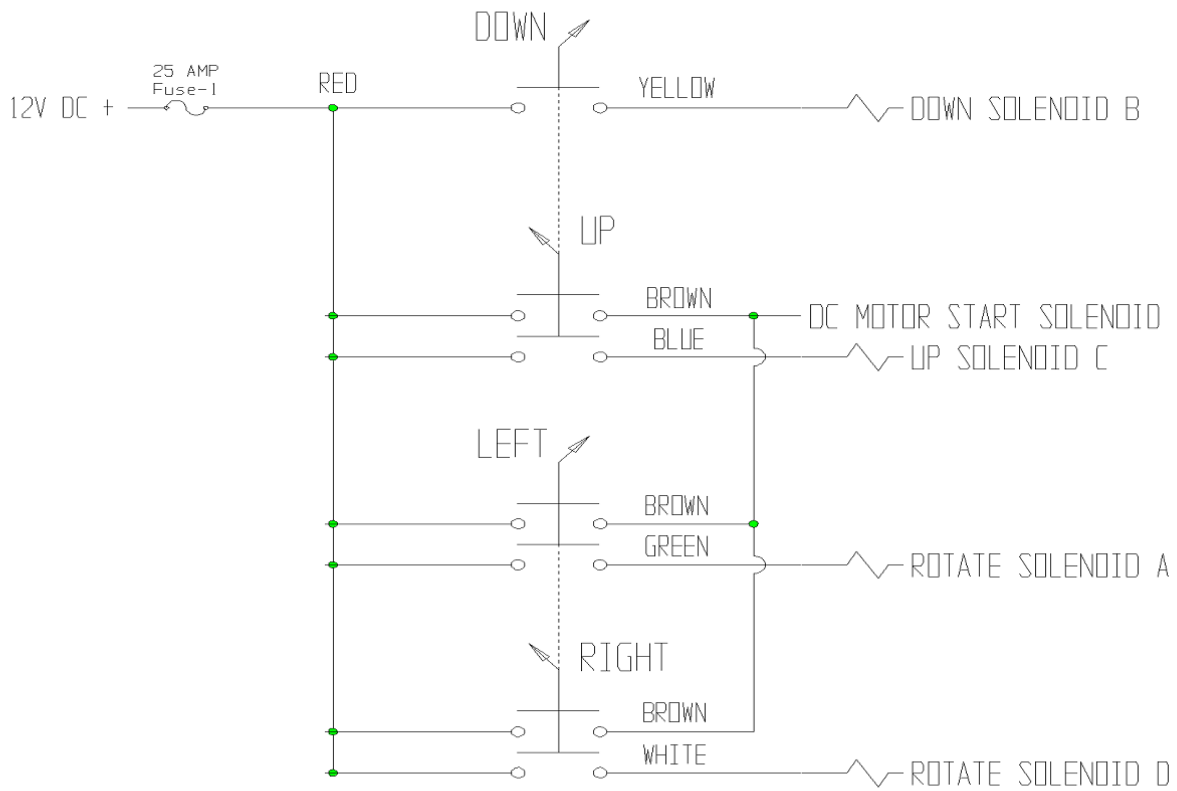 DOWN
25 AMP
Fuse-1
RED
YELLOW
12V DC +
DOWN SOLENOID B
UP
BROWN
DC MOTOR START SOLENOID
BLUE
UP SOLENOID C
LEFT
BROWN
GREEN
ROTATE SOLENOID A
RIGHT
BROWN
WHITE
ROTATE SOLENOID D